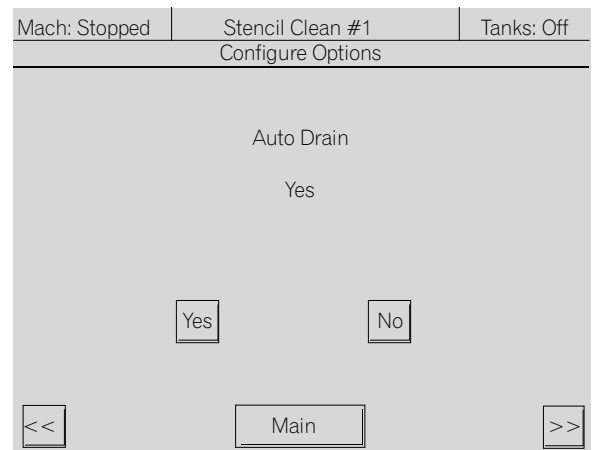 Mach: Stopped Stencil Clean #1 Tanks: Off
Configure Options
Auto Drain
Yes
Yes No
<< Main >>